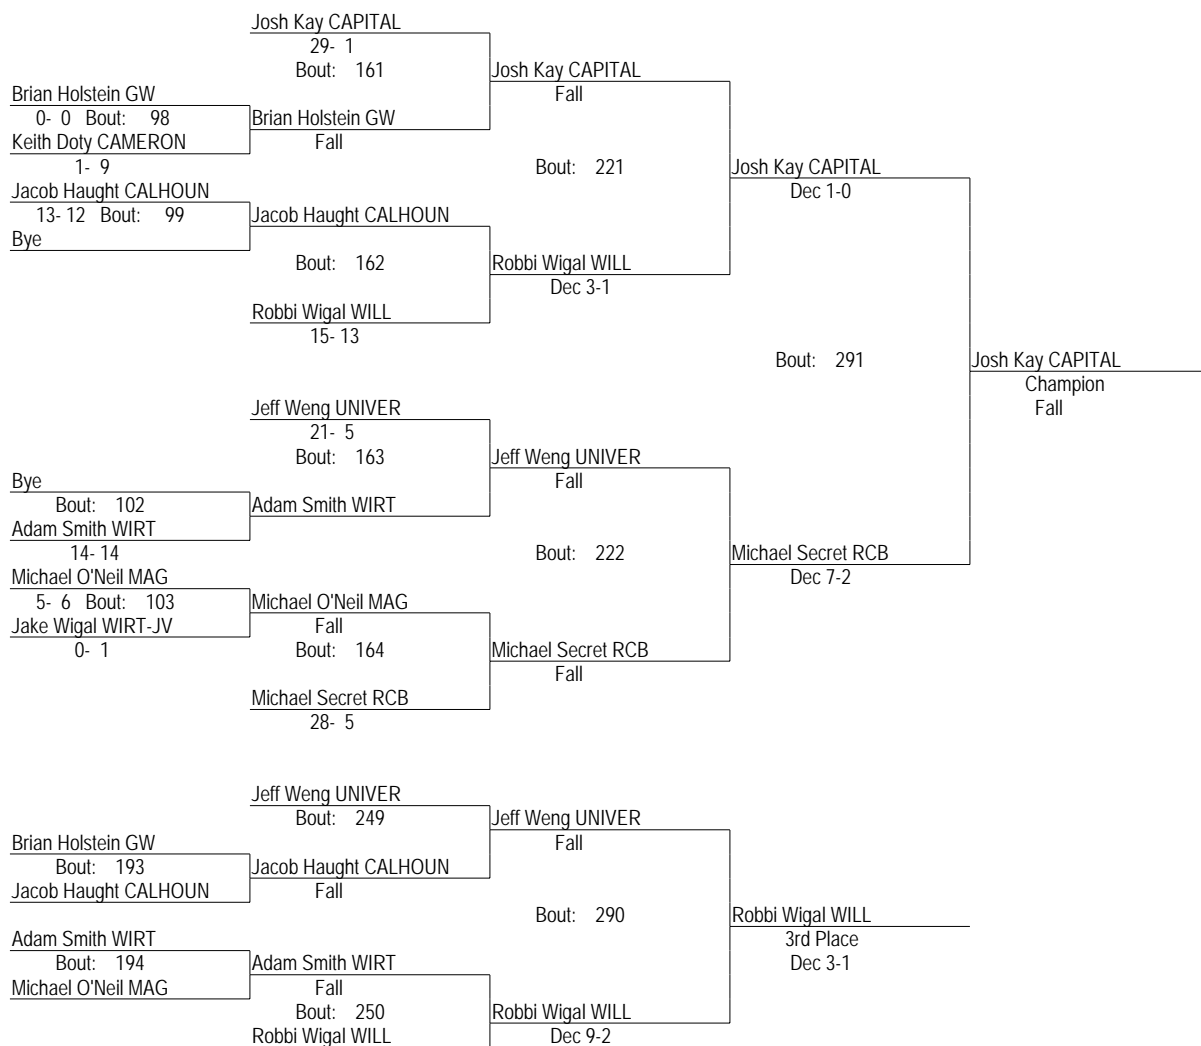 Josh Kay CAPITAL
29- 1
Bout: 161
Josh Kay CAPITAL
Fall
Brian Holstein GW
0- 0 Bout: 98
Brian Holstein GW
Fall
Keith Doty CAMERON
1- 9
Bout: 221
Josh Kay CAPITAL
Dec 1-0
Jacob Haught CALHOUN
13- 12 Bout: 99
Jacob Haught CALHOUN
Bye
Bout: 162
Robbi Wigal WILL
Dec 3-1
Robbi Wigal WILL
15- 13
Bout: 291
Josh Kay CAPITAL
Champion
Fall
Jeff Weng UNIVER
21- 5
Bout: 163
Jeff Weng UNIVER
Fall
Bye
Bout: 102
Adam Smith WIRT
Adam Smith WIRT
14- 14
Bout: 222
Michael Secret RCB
Dec 7-2
Michael O'Neil MAG
5- 6 Bout: 103
Michael O'Neil MAG
Fall
Jake Wigal WIRT-JV
0- 1
Bout: 164
Michael Secret RCB
Fall
Michael Secret RCB
28- 5
Jeff Weng UNIVER
Bout: 249
Jeff Weng UNIVER
Fall
Brian Holstein GW
Bout: 193
Jacob Haught CALHOUN
Fall
Jacob Haught CALHOUN
Bout: 290
Robbi Wigal WILL
3rd Place
Dec 3-1
Adam Smith WIRT
Bout: 194
Adam Smith WIRT
Fall
Michael O'Neil MAG
Bout: 250
Robbi Wigal WILL
Dec 9-2
Robbi Wigal WILL